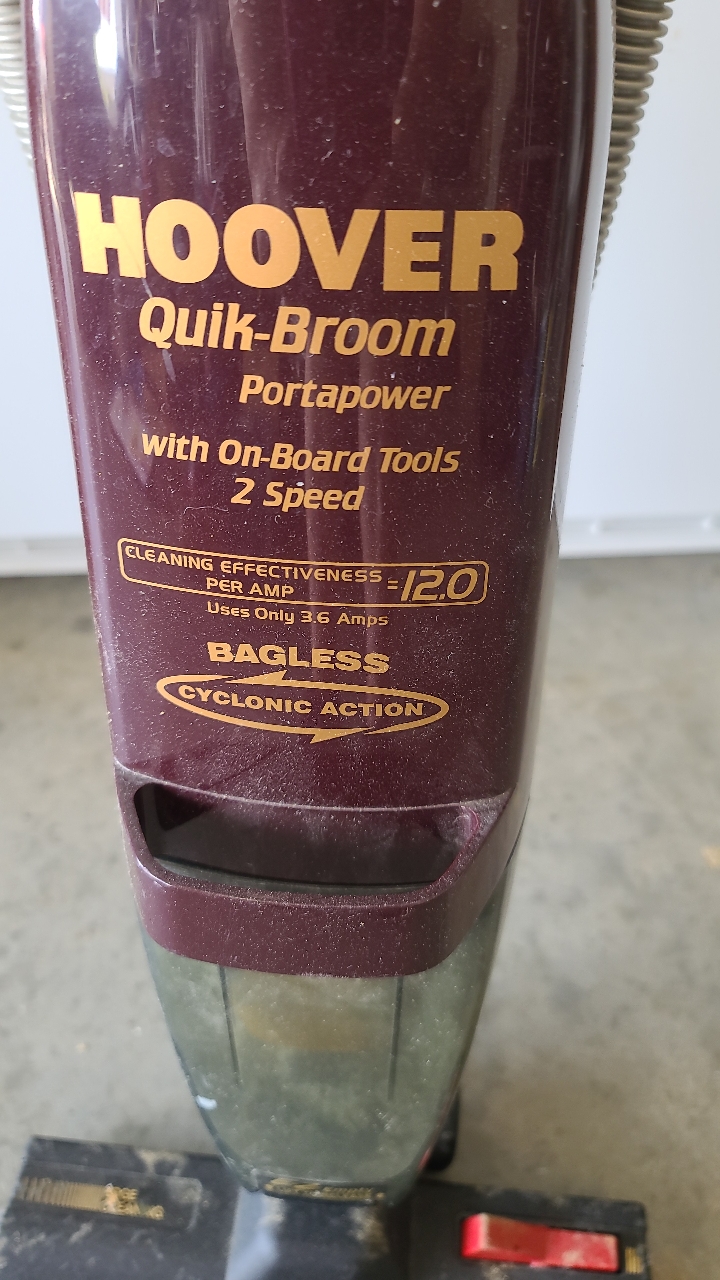 HOOVER
Quik-Broom
Portapower
with On-Board Tools
2 Speed
CLEANING EFFECTIVENESS
PER AMP
=12.0
Uses Only 3.6 Amps
BAGLESS
CYCLONIC ACTION